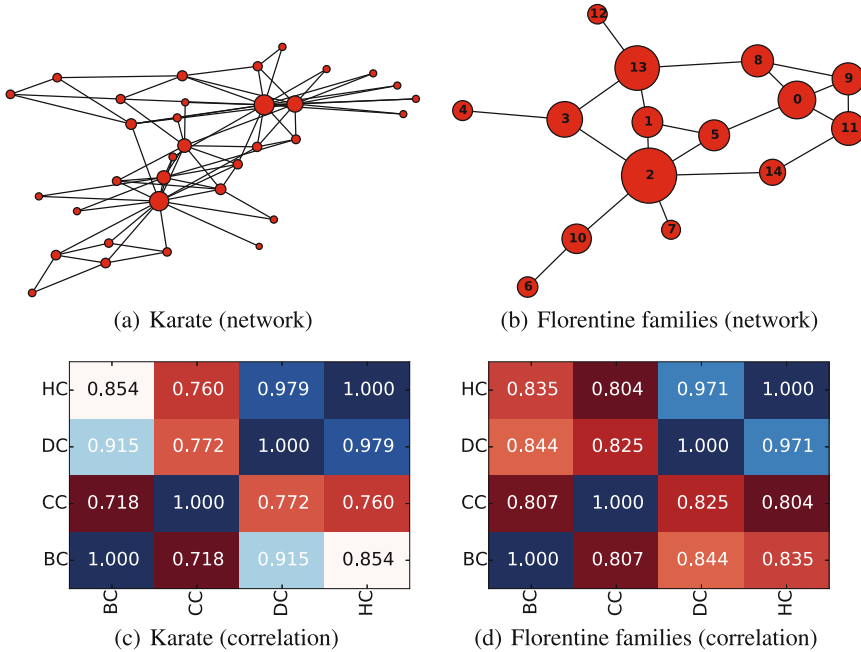 12
13
8
9
0
4
3
1
5
11
2
14
7
10
6
(a) Karate (network)
(b) Florentine families (network)
HC 0.854 0.760 0.979 1.000
DC 0.915 0.772 1.000 0.979
CC 0.718 1.000 0.772 0.760
BC 1.000 0.718 0.915 0.854
BC CC DC HC
HC 0.835 0.804 0.971 1.000
DC 0.844 0.825 1.000 0.971
CC 0.807 1.000 0.825 0.804
BC 1.000 0.807 0.844 0.835
BC CC DC HC
(c) Karate (correlation)
(d) Florentine families (correlation)